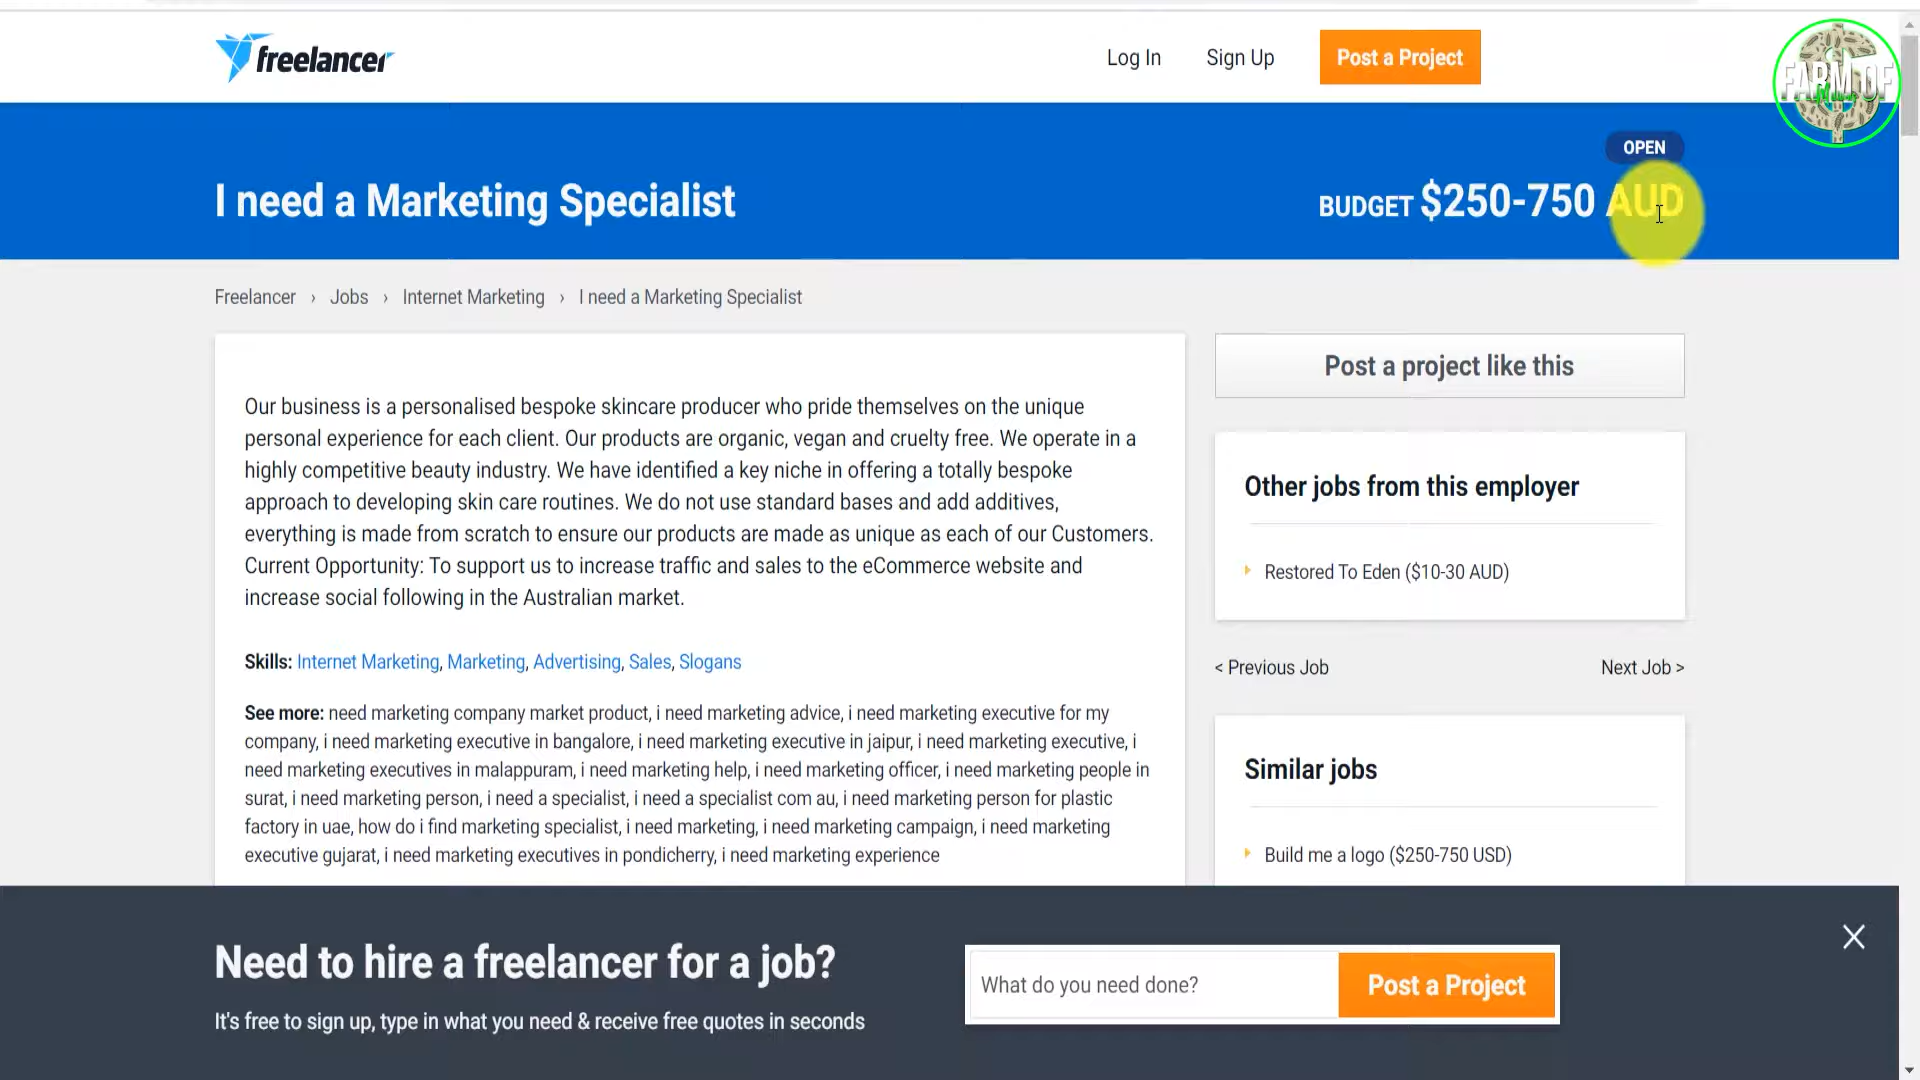 freelancer
Log In
Sign Up
Post a Project
FARM OF
OPEN
I need a Marketing Specialist
BUDGET $250-750 AUD
Freelancer › Jobs › Internet Marketing › I need a Marketing Specialist
Our business is a personalised bespoke skincare producer who pride themselves on the unique
personal experience for each client. Our products are organic, vegan and cruelty free. We operate in a
highly competitive beauty industry. We have identified a key niche in offering a totally bespoke
approach to developing skin care routines. We do not use standard bases and add additives,
everything is made from scratch to ensure our products are made as unique as each of our Customers.
Current Opportunity: To support us to increase traffic and sales to the eCommerce website and
increase social following in the Australian market.
Skills: Internet Marketing, Marketing, Advertising, Sales, Slogans
See more: need marketing company market product, i need marketing advice, i need marketing executive for my
company, i need marketing executive in bangalore, i need marketing executive in jaipur, i need marketing executive, i
need marketing executives in malappuram, i need marketing help, i need marketing officer, i need marketing people in
surat, i need marketing person, i need a specialist, i need a specialist com au, i need marketing person for plastic
factory in uae, how do i find marketing specialist, i need marketing, i need marketing campaign, i need marketing
executive gujarat, i need marketing executives in pondicherry, i need marketing experience
Post a project like this
Other jobs from this employer
Restored To Eden ($10-30 AUD)
< Previous Job
Next Job >
Similar jobs
Build me a logo ($250-750 USD)
Need to hire a freelancer for a job?
It's free to sign up, type in what you need & receive free quotes in seconds
What do you need done?
Post a Project